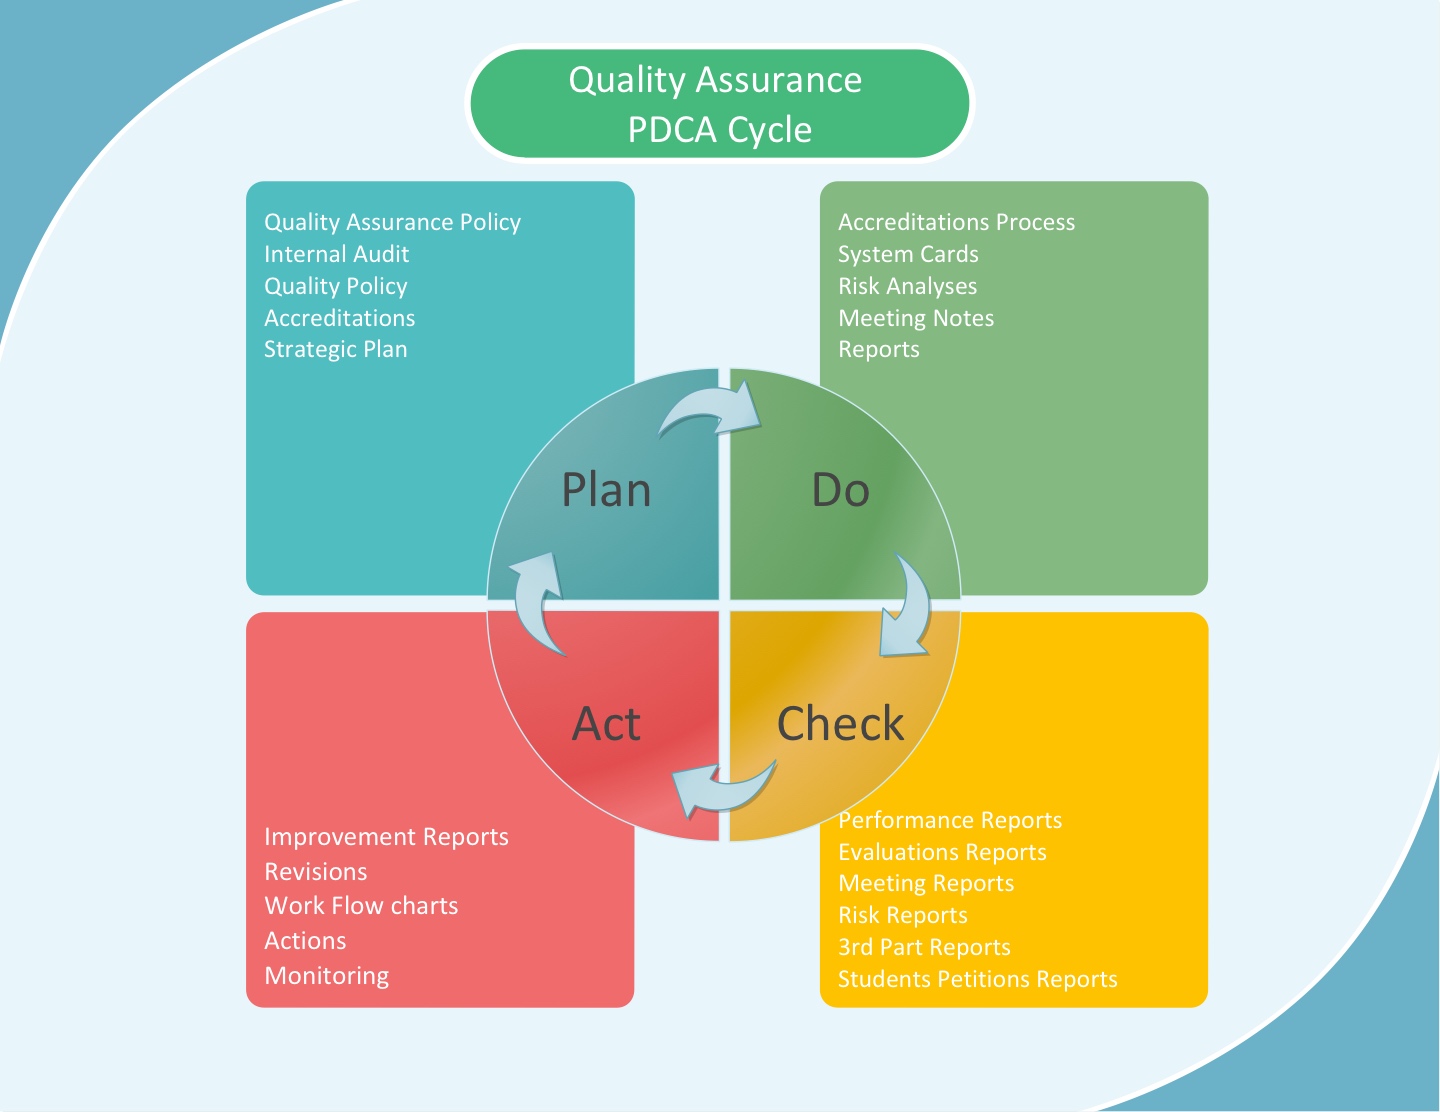 Quality Assurance
PDCA Cycle
Quality Assurance Policy
Internal Audit
Quality Policy
Accreditations
Strategic Plan
Accreditations Process
System Cards
Risk Analyses
Meeting Notes
Reports
Plan
Do
Act
Check
Improvement Reports
Revisions
Work Flow charts
Actions
Monitoring
Performance Reports
Evaluations Reports
Meeting Reports
Risk Reports
3rd Part Reports
Students Petitions Reports